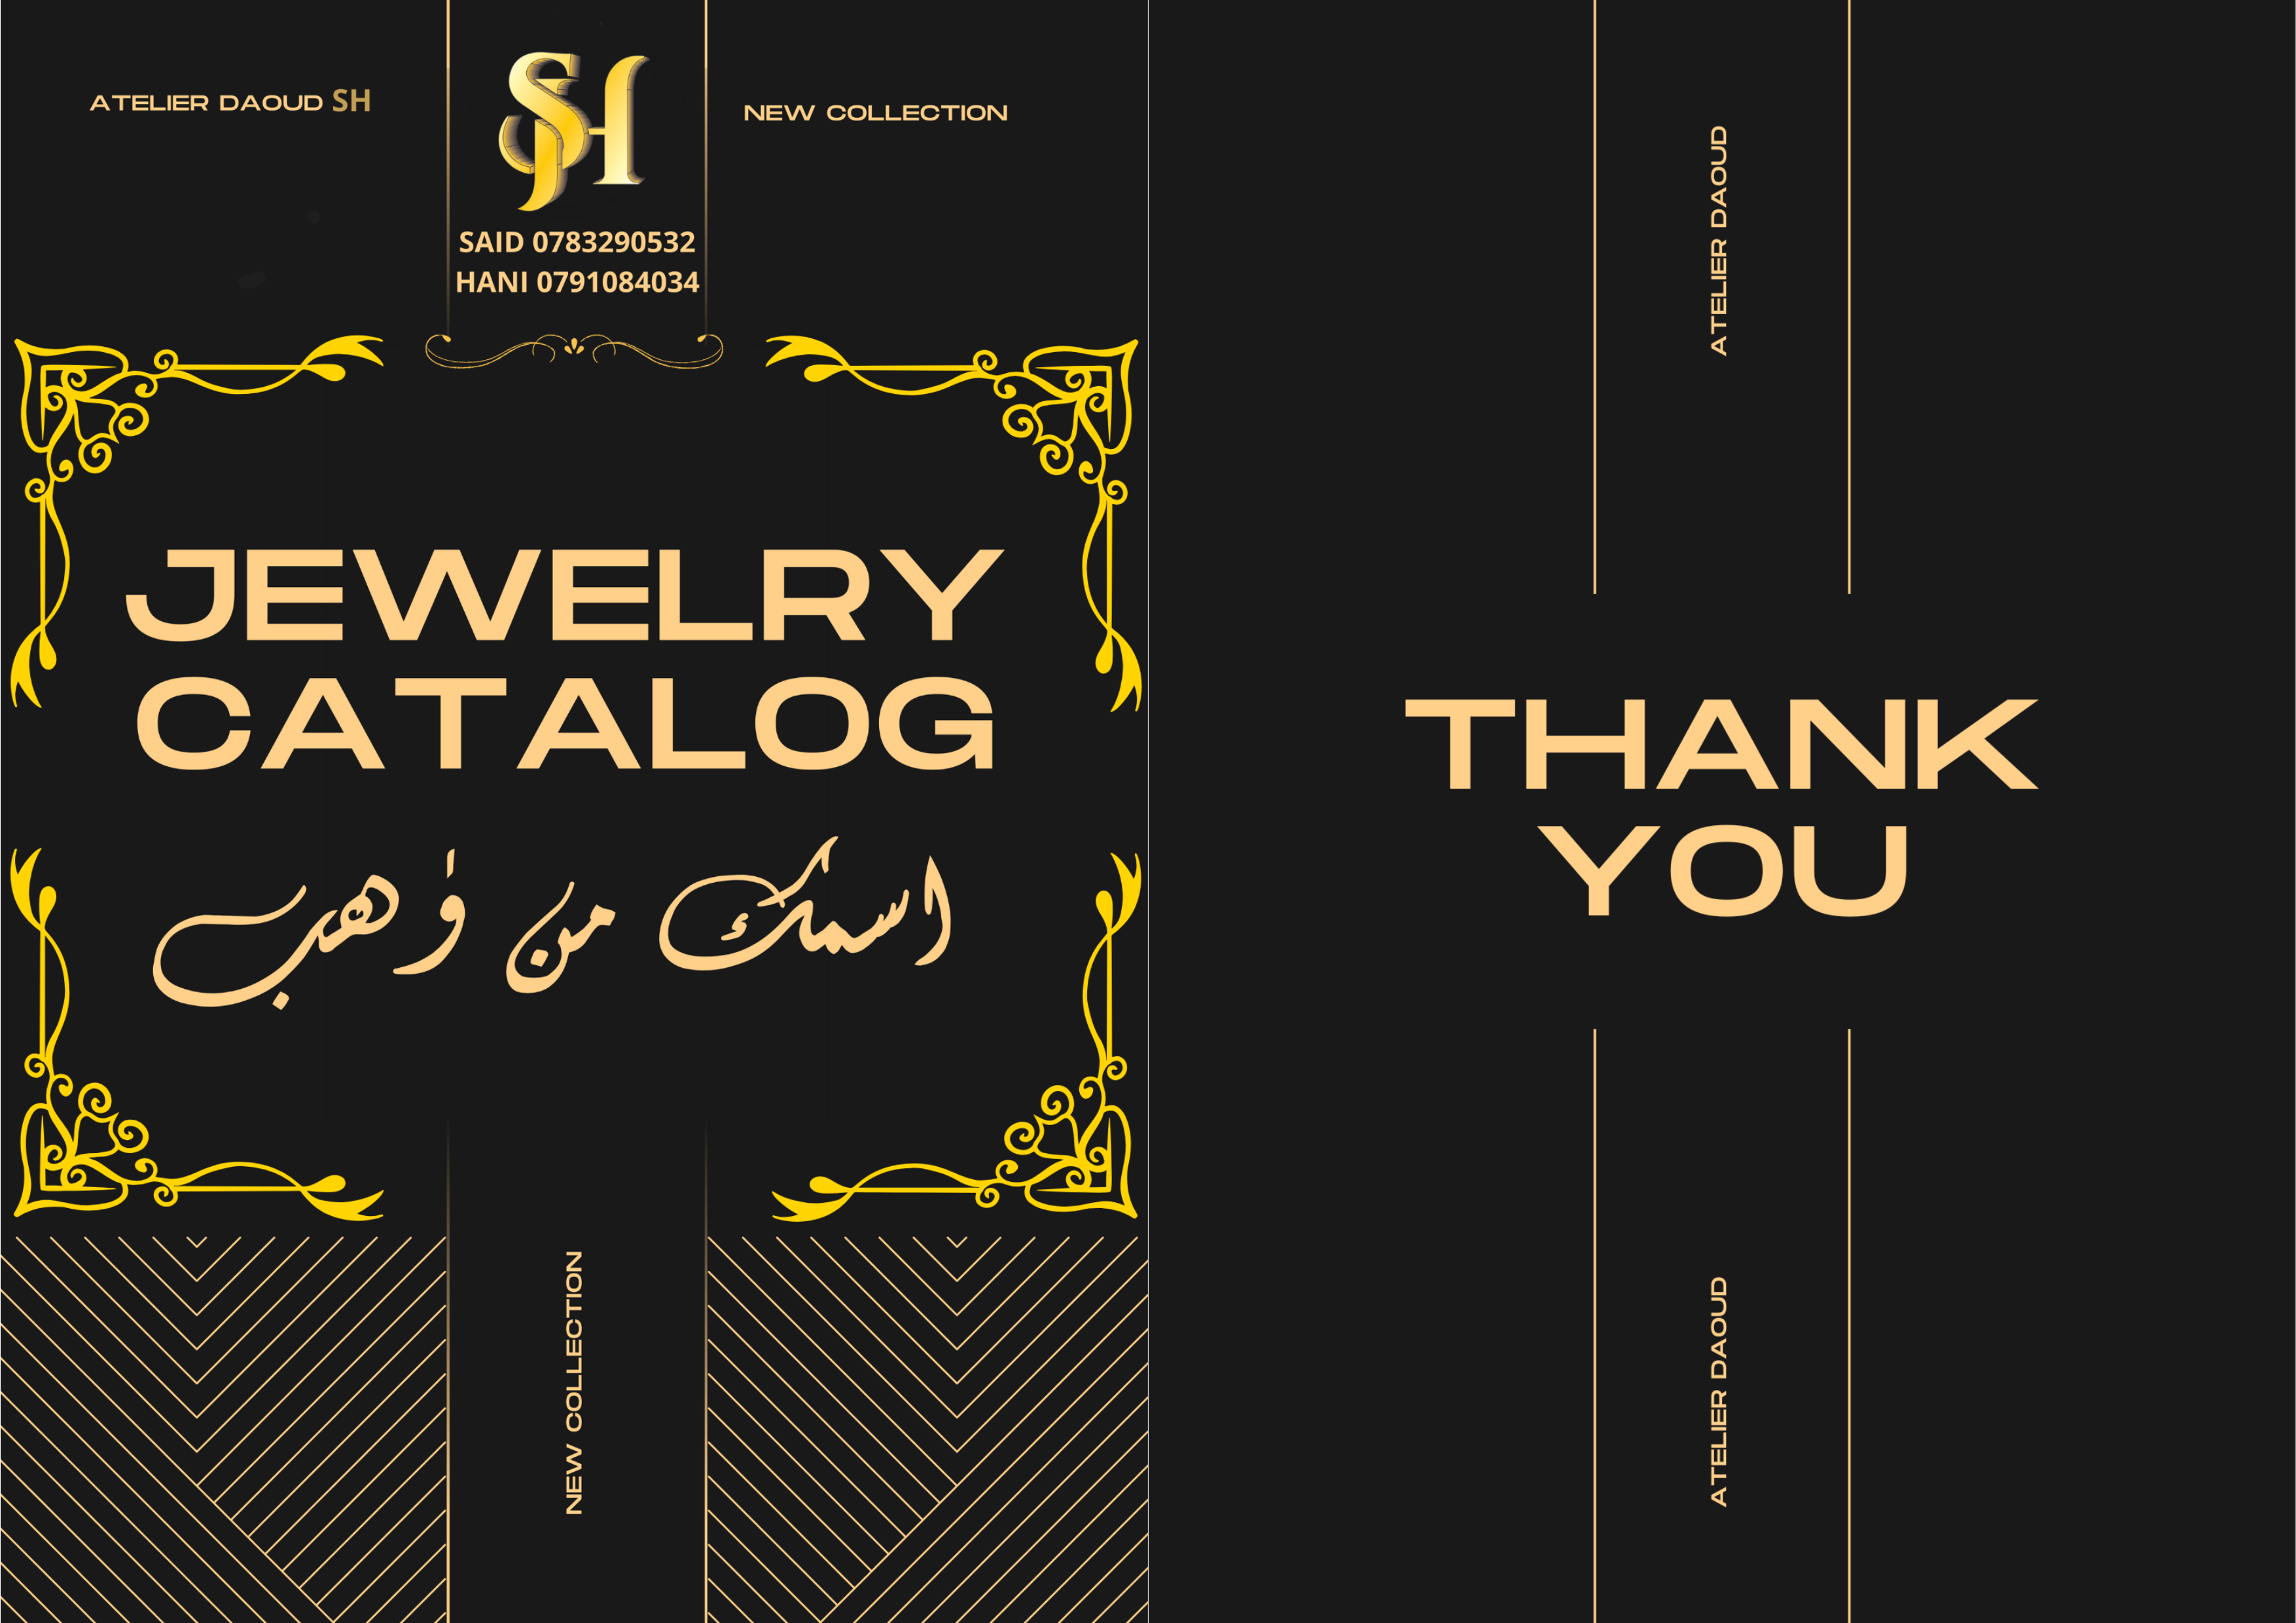 ATELIER DAOUD SH
SH
NEW COLLECTION
SAID 0783290532
HANI 0791084034
JEWELRY
CATALOG
اسمك من ذهب
NEW COLLECTION
ATELIER DAOUD
THANK
YOU
ATELIER DAOUD